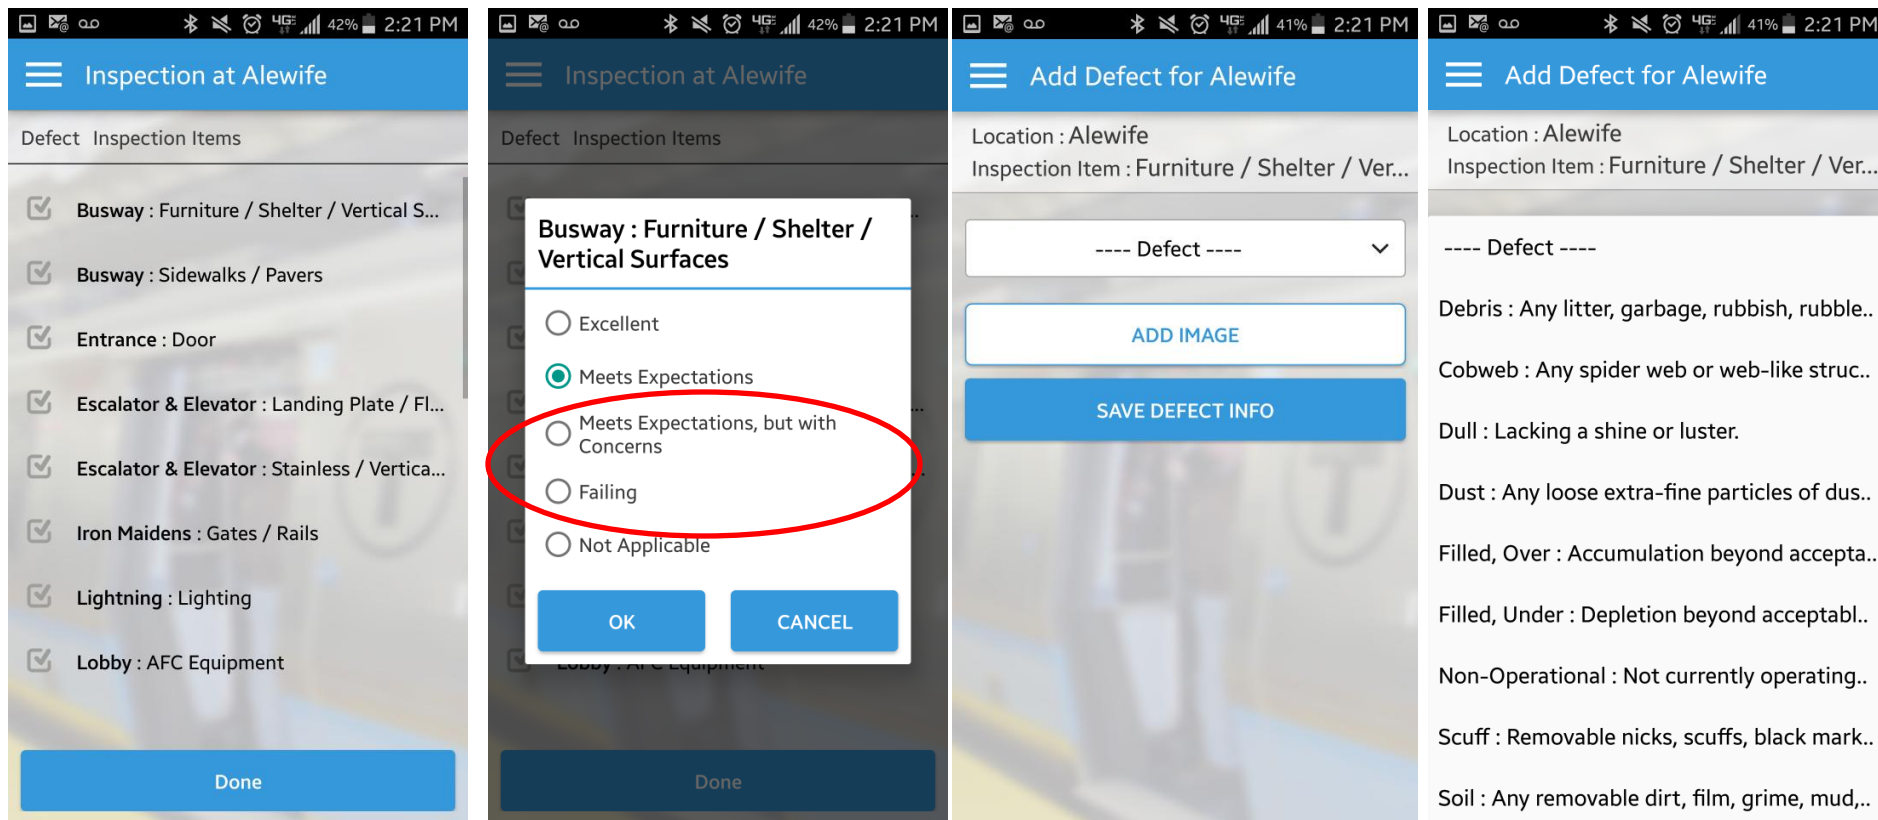 42% 2:21 PM
Inspection at Alewife
Defect Inspection Items
Busway : Furniture / Shelter / Vertical S...
Busway : Sidewalks / Pavers
Entrance : Door
Escalator & Elevator : Landing Plate / Fl...
Escalator & Elevator : Stainless / Vertica...
Iron Maidens : Gates / Rails
Lightning : Lighting
Lobby : AFC Equipment
Done
4G 42% 2:21 PM
Inspection at Alewife
Defect Inspection Items
Busway : Furniture / Shelter /
Vertical Surfaces
Excellent
Meets Expectations
Meets Expectations, but with
Concerns
Failing
Not Applicable
OK CANCEL
Lobby : AFC Equipment
Done
4G 41% 2:21 PM
Add Defect for Alewife
Location : Alewife
Inspection Item : Furniture / Shelter / Ver...
---- Defect ----
ADD IMAGE
SAVE DEFECT INFO
4G 41% 2:21 PM
Add Defect for Alewife
Location : Alewife
Inspection Item : Furniture / Shelter / Ver...
---- Defect ----
Debris : Any litter, garbage, rubbish, rubble..
Cobweb : Any spider web or web-like struc..
Dull : Lacking a shine or luster.
Dust : Any loose extra-fine particles of dus..
Filled, Over : Accumulation beyond accepta..
Filled, Under : Depletion beyond acceptabl..
Non-Operational : Not currently operating..
Scuff : Removable nicks, scuffs, black mark..
Soil : Any removable dirt, film, grime, mud,..